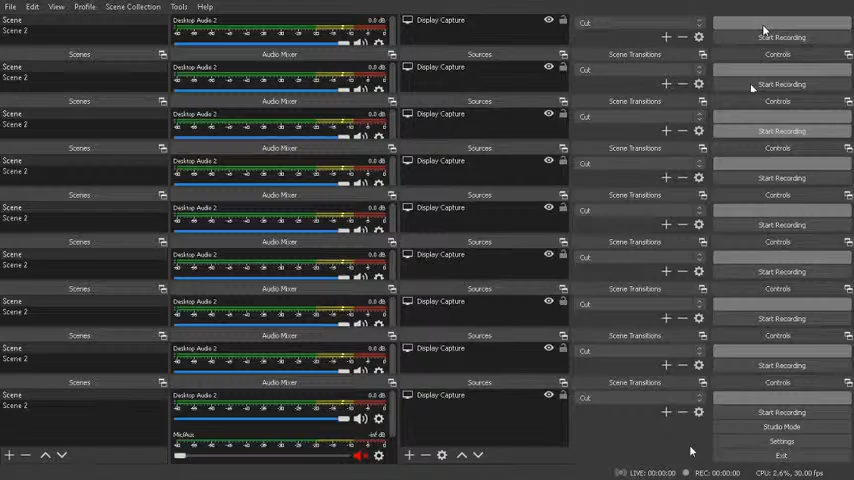 File Edit View Profile Scene Collection Tools Help
Scene Desktop Audio 2 0.0 dB Display Capture Cut
Scene 2 Start Recording
Scenes Audio Mixer Sources Scene Transitions Controls
Scene Desktop Audio 2 0.0 dB Display Capture Cut
Scene 2 Start Recording
Scenes Audio Mixer Sources Scene Transitions Controls
Scene Desktop Audio 2 0.0 dB Display Capture Cut
Scene 2 Start Recording
Scenes Audio Mixer Sources Scene Transitions Controls
Scene Desktop Audio 2 0.0 dB Display Capture Cut
Scene 2 Start Recording
Scenes Audio Mixer Sources Scene Transitions Controls
Scene Desktop Audio 2 0.0 dB Display Capture Cut
Scene 2 Start Recording
Scenes Audio Mixer Sources Scene Transitions Controls
Scene Desktop Audio 2 0.0 dB Display Capture Cut
Scene 2 Start Recording
Scenes Audio Mixer Sources Scene Transitions Controls
Scene Desktop Audio 2 0.0 dB Display Capture Cut
Scene 2 Start Recording
Scenes Audio Mixer Sources Scene Transitions Controls
Scene Desktop Audio 2 0.0 dB Display Capture Cut
Scene 2 Start Recording
Scenes Audio Mixer Sources Scene Transitions Controls
Scene Desktop Audio 2 0.0 dB Display Capture Cut
Scene 2 Start Recording
Studio Mode
Mic/Aux -inf dB Settings
Exit
LIVE: 00:00:00 REC: 00:00:00 CPU: 2.6%, 30.00 fps